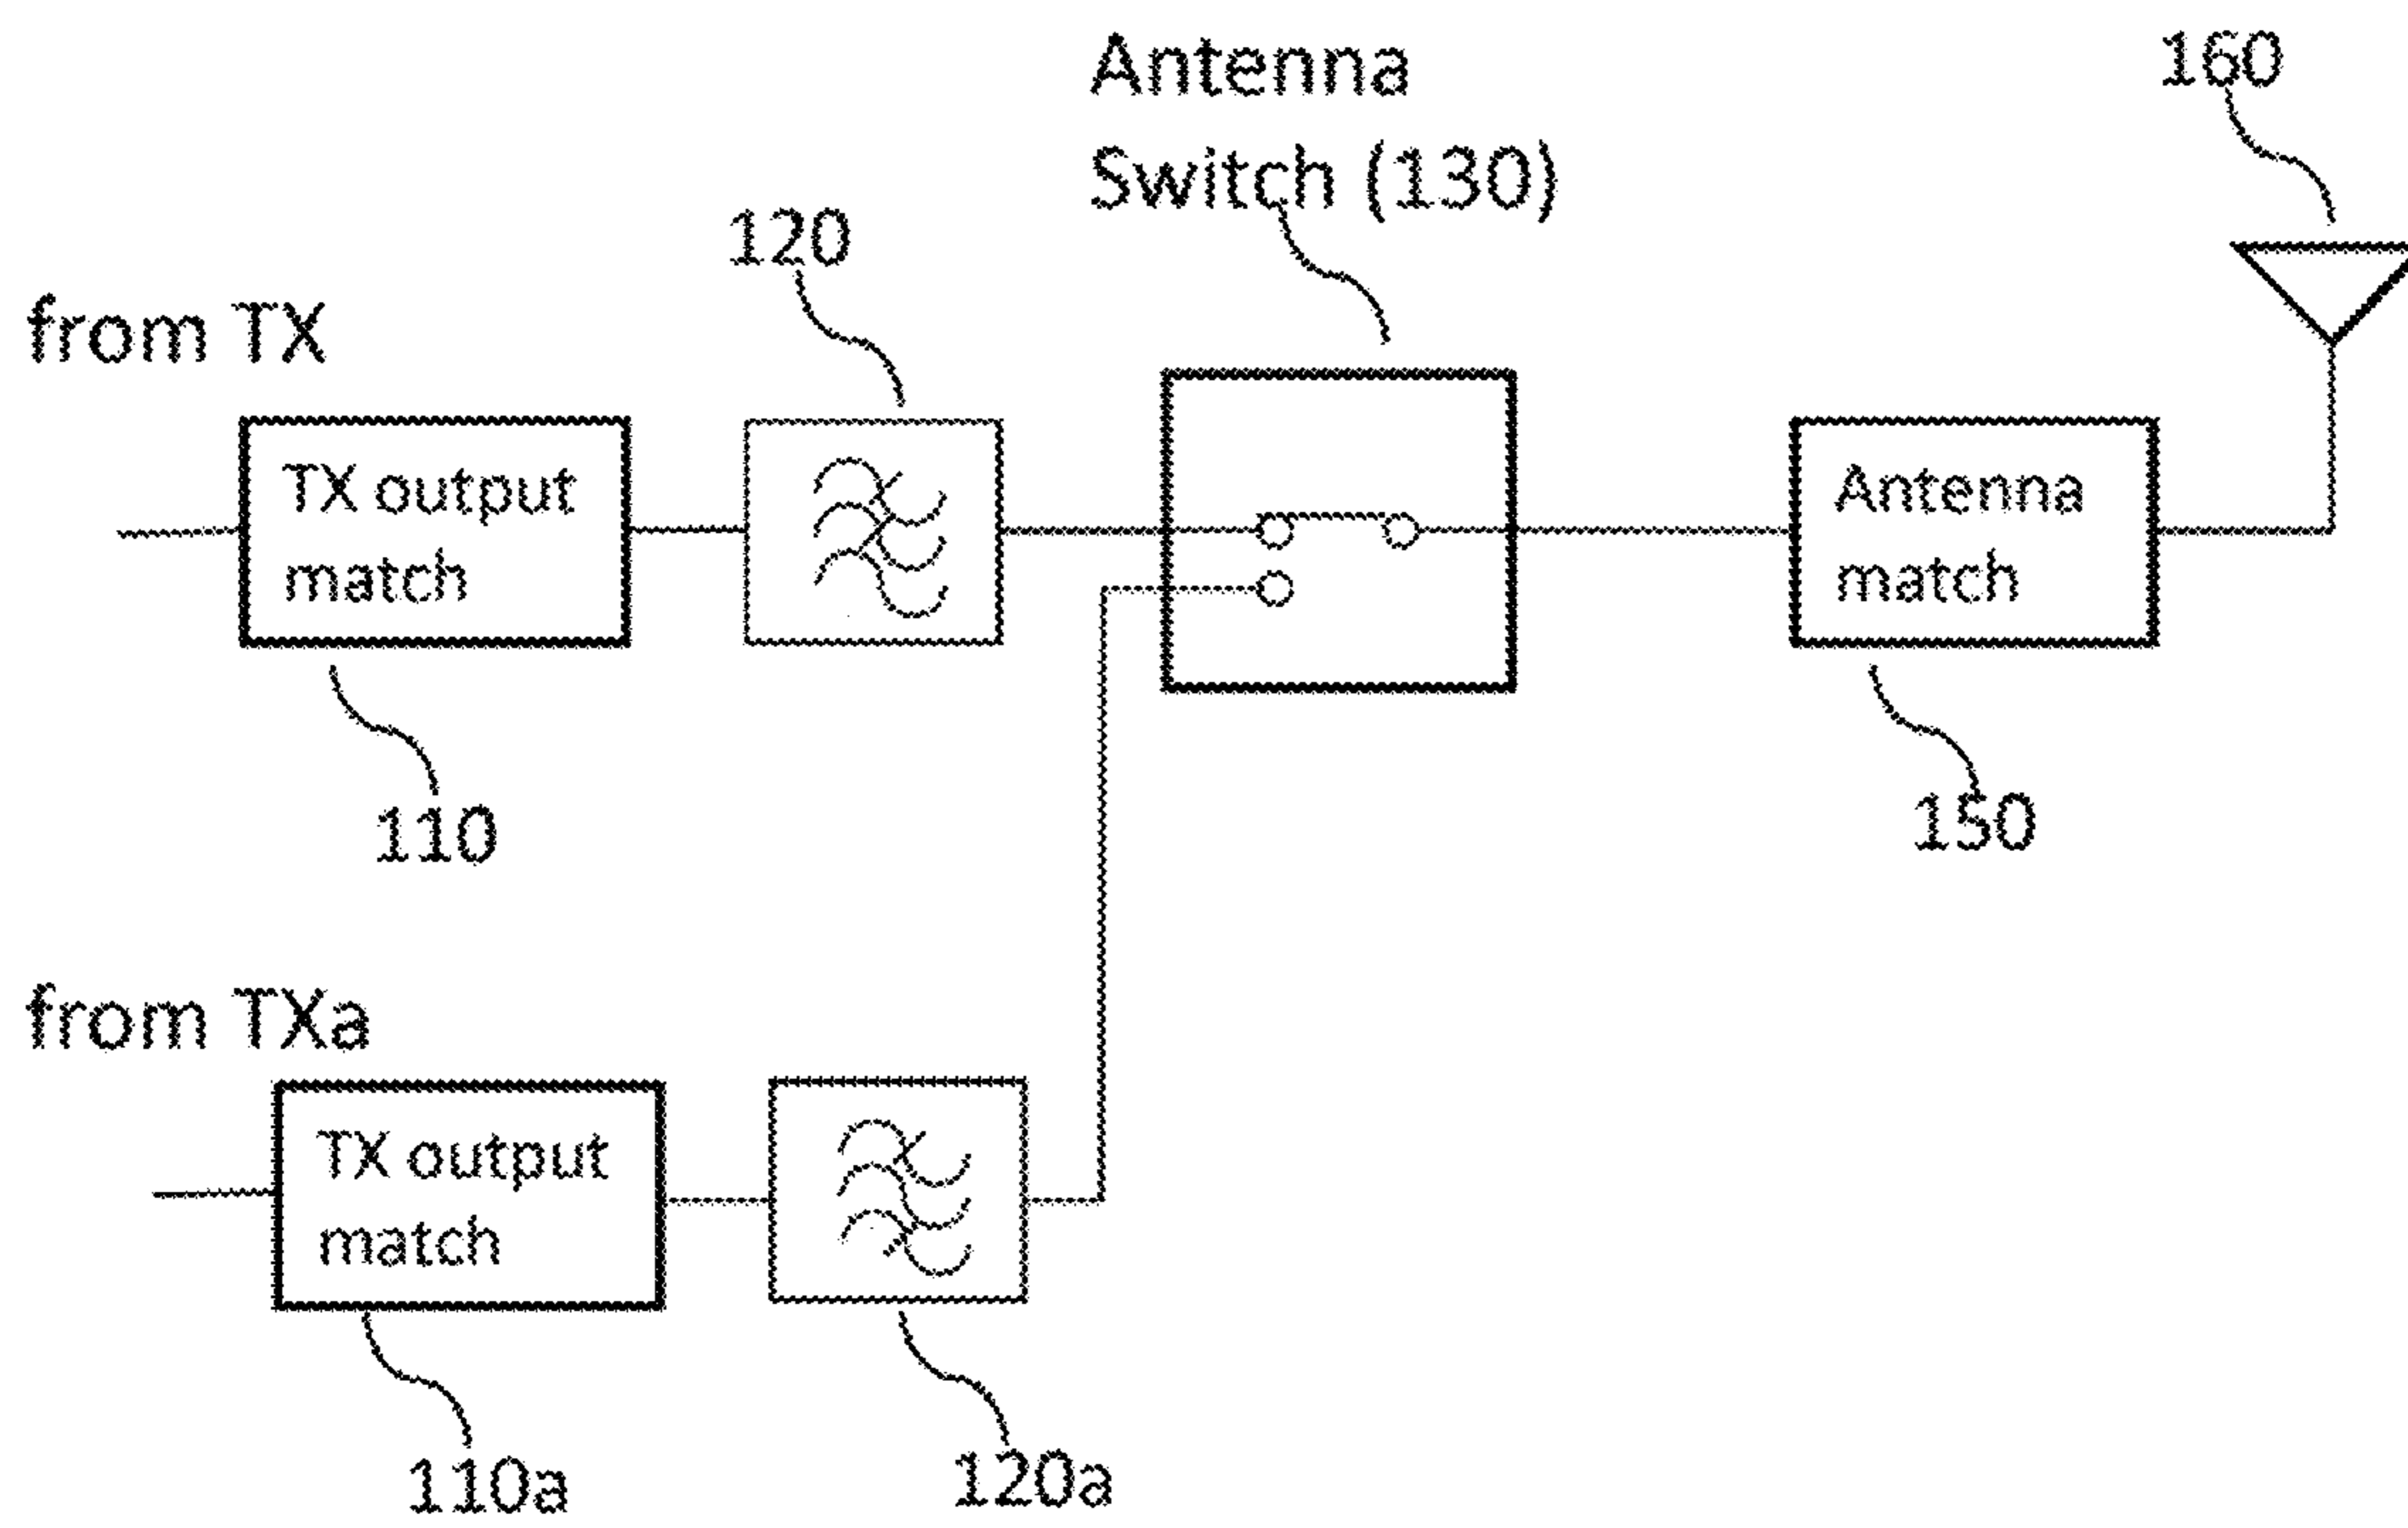 Antenna
Switch (130)
160
120
from TX
TX output
match
Antenna
match
110
150
from TXa
TX output
match
110a
120a